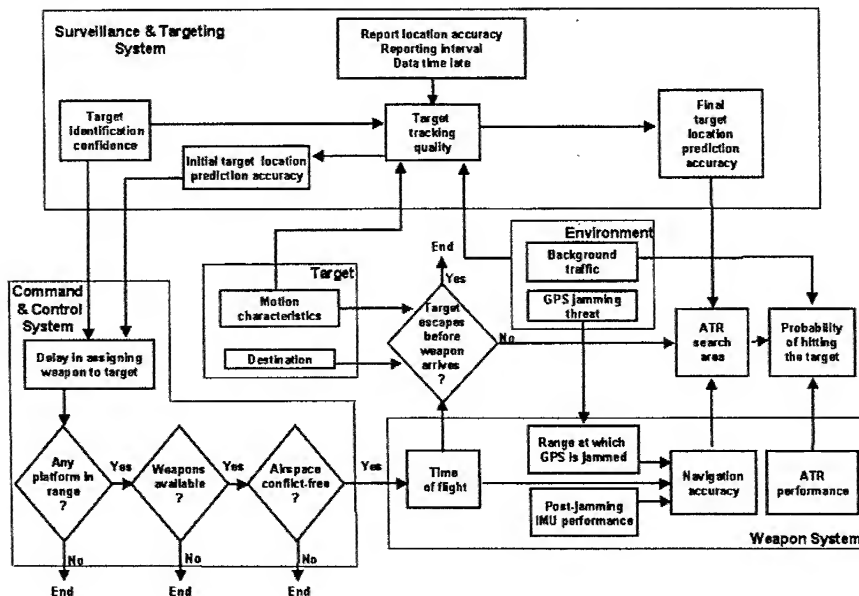 Surveillance & Targeting
System
Report location accuracy
Reporting interval
Data time late
Target
identification
confidence
Target
tracking
quality
Final
target
location
prediction
accuracy
Initial target location
prediction accuracy
Environment
Background
traffic
GPS jamming
threat
End
Yes
Target
Motion
characteristics
Destination
Target
escapes
before
weapon
arrives
?
No
ATR
search
area
Probability
of hitting
the target
Command
& Control
System
Delay in assigning
weapon to target
Any
platform in
range
?
Yes
Weapons
available
?
Yes
Airspace
conflict-free
?
Yes
Time
of flight
Range at which
GPS is jammed
Post-jamming
IMU performance
Navigation
accuracy
ATR
performance
Weapon System
No
No
No
End
End
End